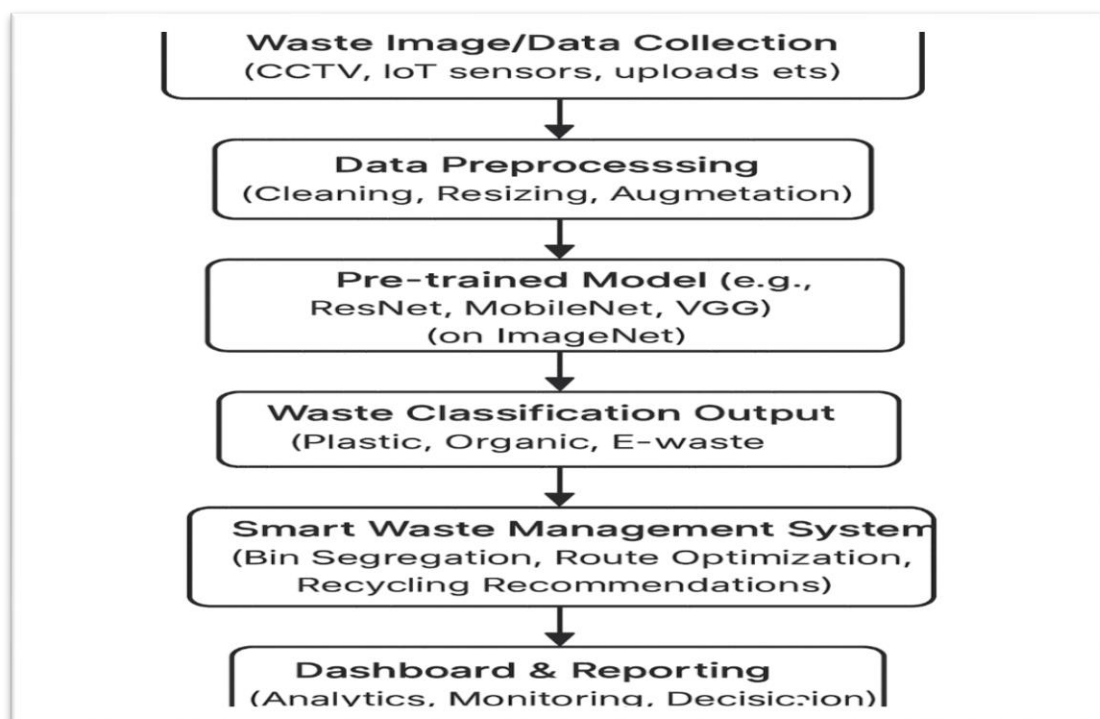 Waste Image/Data Collection
(CCTV, IoT sensors, uploads ets)
Data Preprocesssing
(Cleaning, Resizing, Augmetation)
Pre-trained Model (e.g.,
ResNet, MobileNet, VGG)
(on ImageNet)
Waste Classification Output
(Plastic, Organic, E-waste
Smart Waste Management System
(Bin Segregation, Route Optimization,
Recycling Recommendations)
Dashboard & Reporting
(Analytics, Monitoring,